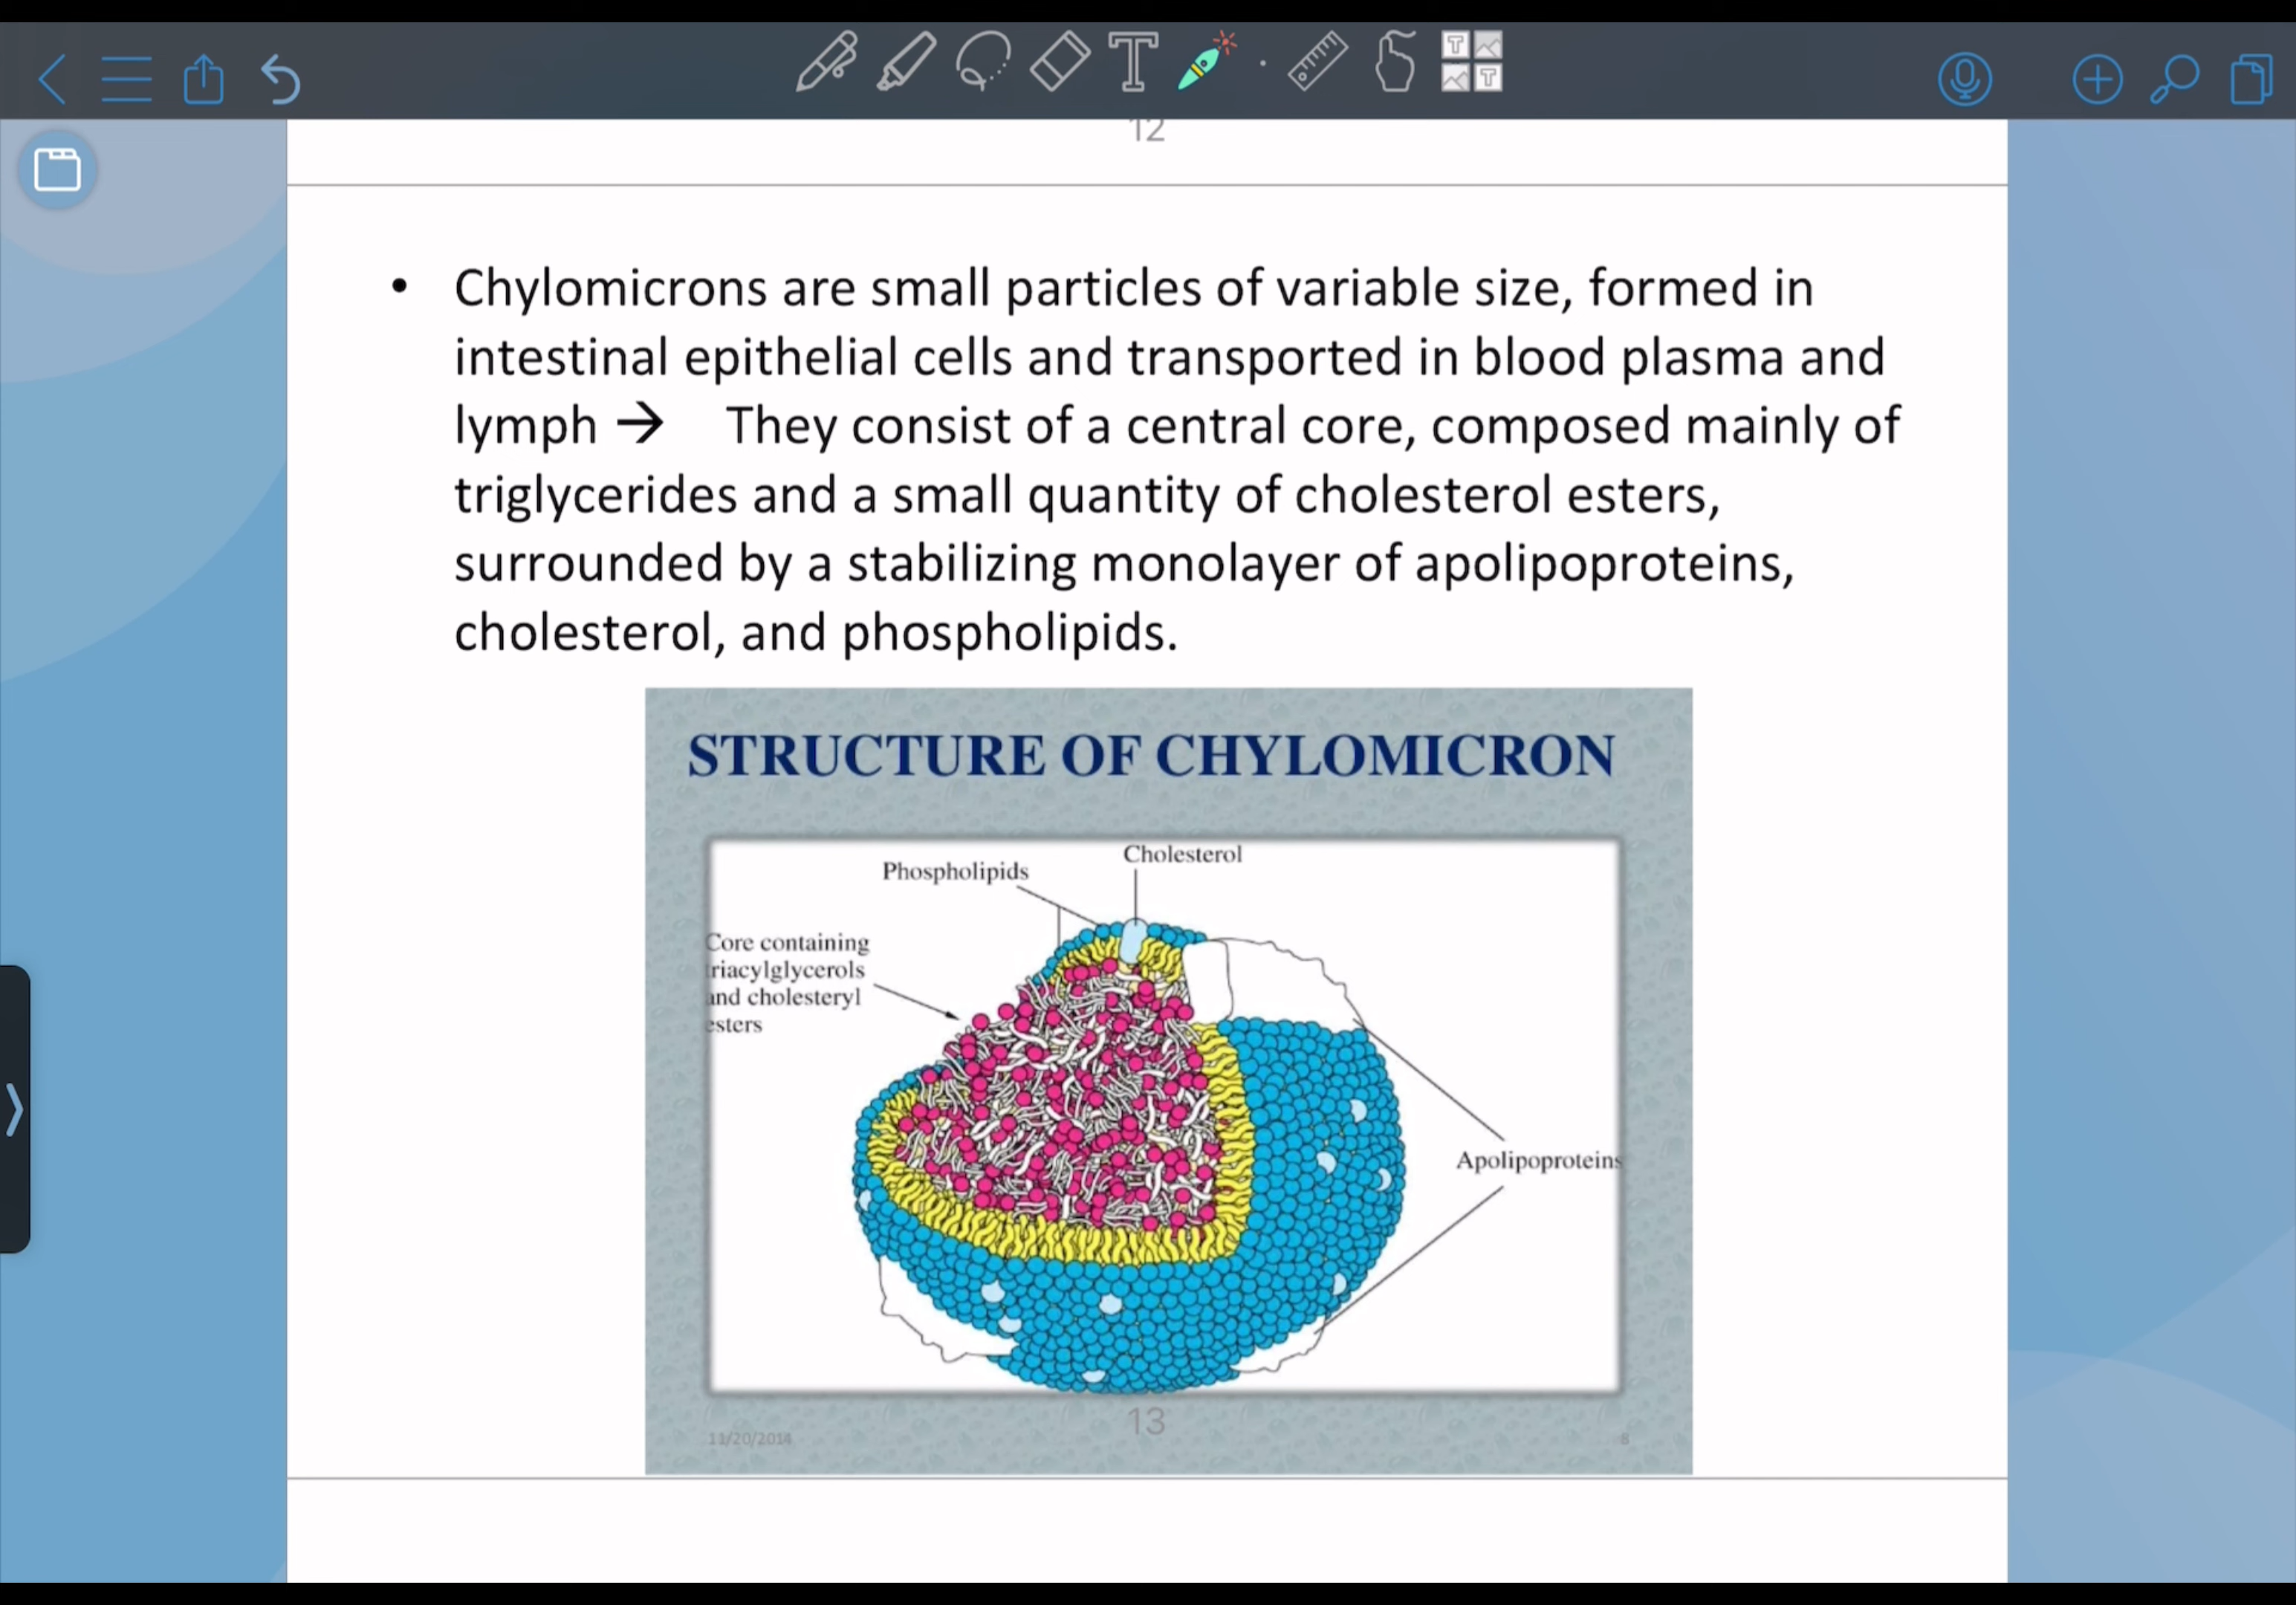 12
• Chylomicrons are small particles of variable size, formed in
intestinal epithelial cells and transported in blood plasma and
lymph → They consist of a central core, composed mainly of
triglycerides and a small quantity of cholesterol esters,
surrounded by a stabilizing monolayer of apolipoproteins,
cholesterol, and phospholipids.
STRUCTURE OF CHYLOMICRON
Cholesterol
Phospholipids
Core containing
riacylglycerols
and cholesteryl
esters
Apolipoproteins
13
11/20/2014
8